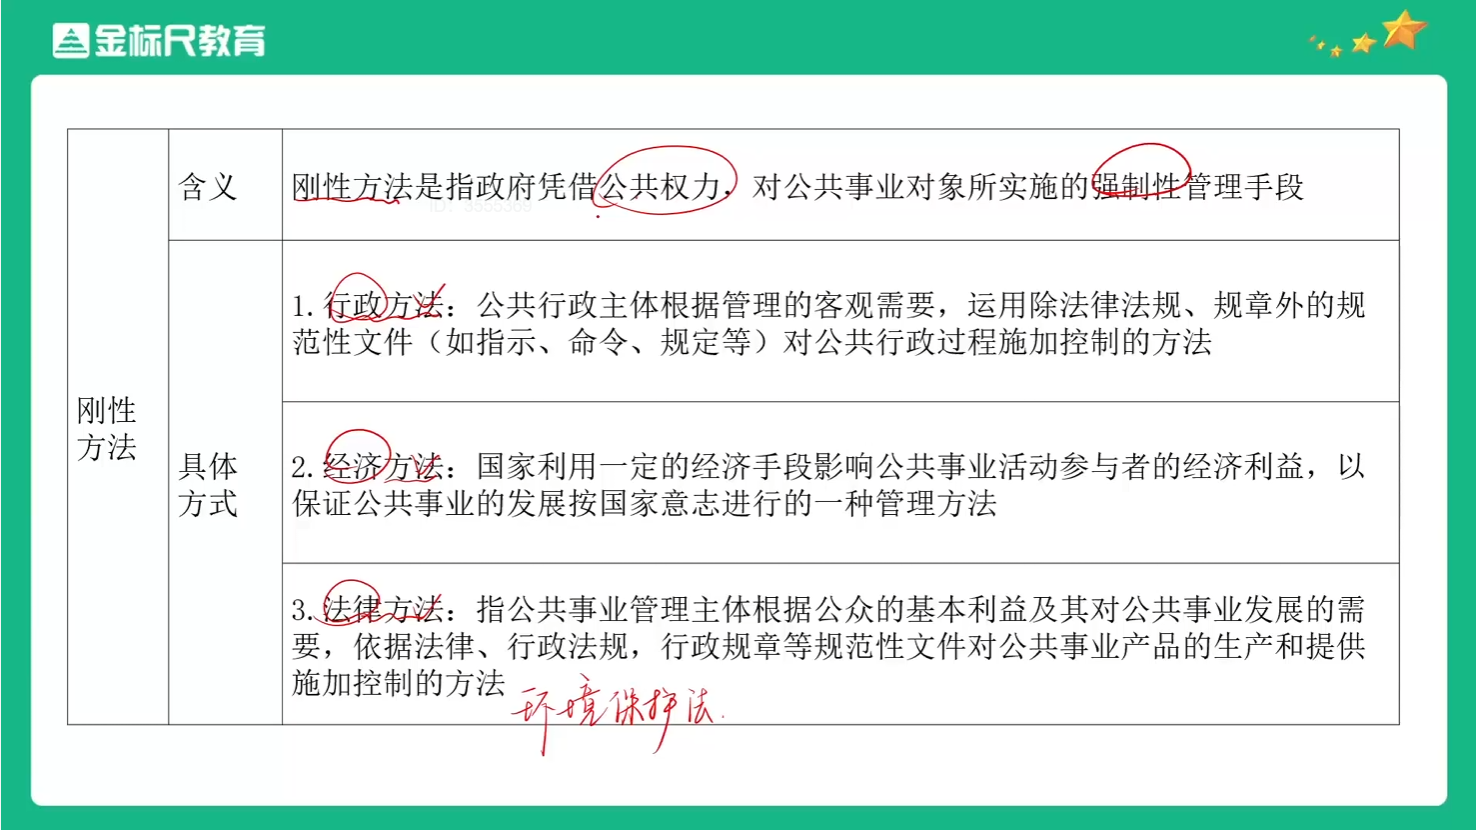 金标尺教育
含义
刚性方法是指政府凭借公共权力，对公共事业对象所实施的强制性管理手段
ID: 3555369
1. 行政方法：公共行政主体根据管理的客观需要，运用除法律法规、规章外的规
范性文件（如指示、命令、规定等）对公共行政过程施加控制的方法
刚性
方法
具体
方式
2. 经济方法：国家利用一定的经济手段影响公共事业活动参与者的经济利益，以
保证公共事业的发展按国家意志进行的一种管理方法
3. 法律方法：指公共事业管理主体根据公众的基本利益及其对公共事业发展的需
要，依据法律、行政法规，行政规章等规范性文件对公共事业产品的生产和提供
施加控制的方法
环境保护法.